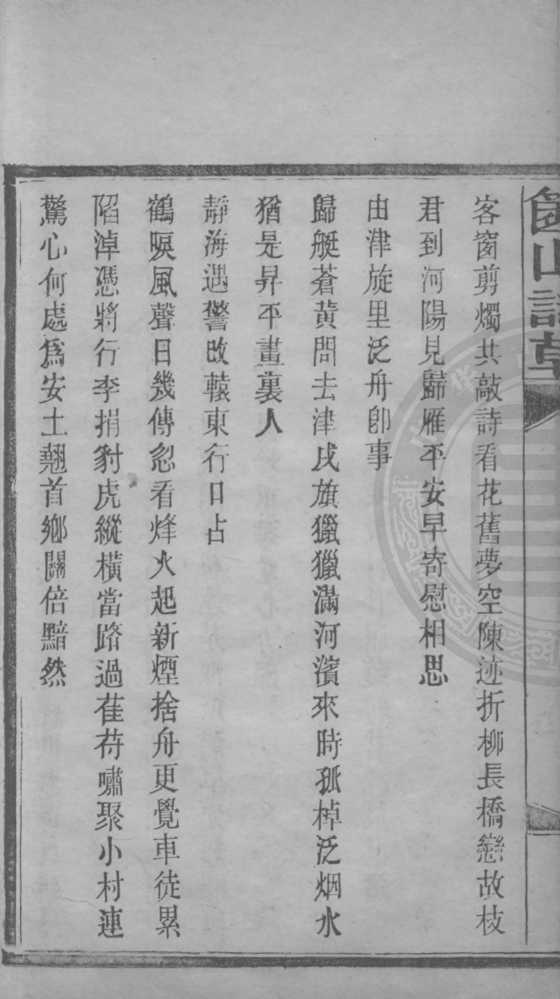 山詩草
客窗剪燭共敲詩看花舊夢空陳迹折柳長橋戀故枝
君到河陽見歸雁平安早寄慰相思
由津旋里泛舟卽事
歸艇蒼黃問去津戍旗獵獵滿河濱來時孤棹泛烟水
猶是昇平畫裏人
靜海遇警改轅東行口占
鶴唳風聲日幾傳忽看烽火起新煙捨舟更覺車徒累
陷淖憑將行李捐豺虎縱橫當路過萑苻嘯聚小村連
驚心何處爲安土翹首鄉關倍黯然